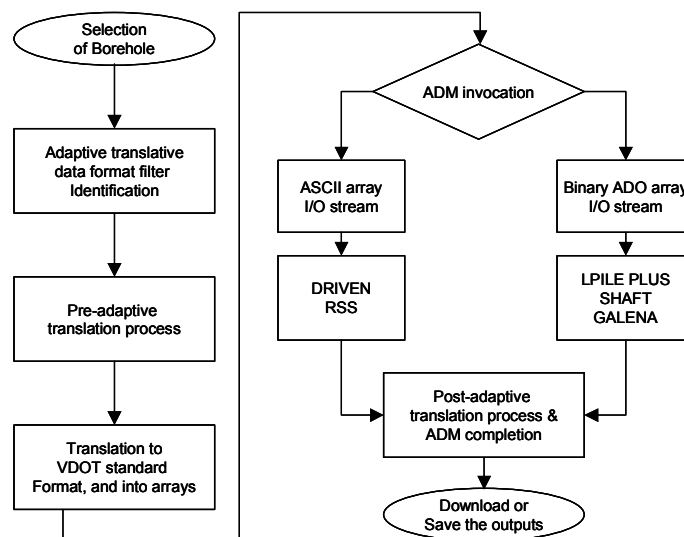 Selection
of Borehole
Adaptive translative
data format filter
Identification
Pre-adaptive
translation process
Translation to
VDOT standard
Format, and into arrays
ADM invocation
ASCII array
I/O stream
Binary ADO array
I/O stream
DRIVEN
RSS
LPILE PLUS
SHAFT
GALENA
Post-adaptive
translation process &
ADM completion
Download or
Save the outputs